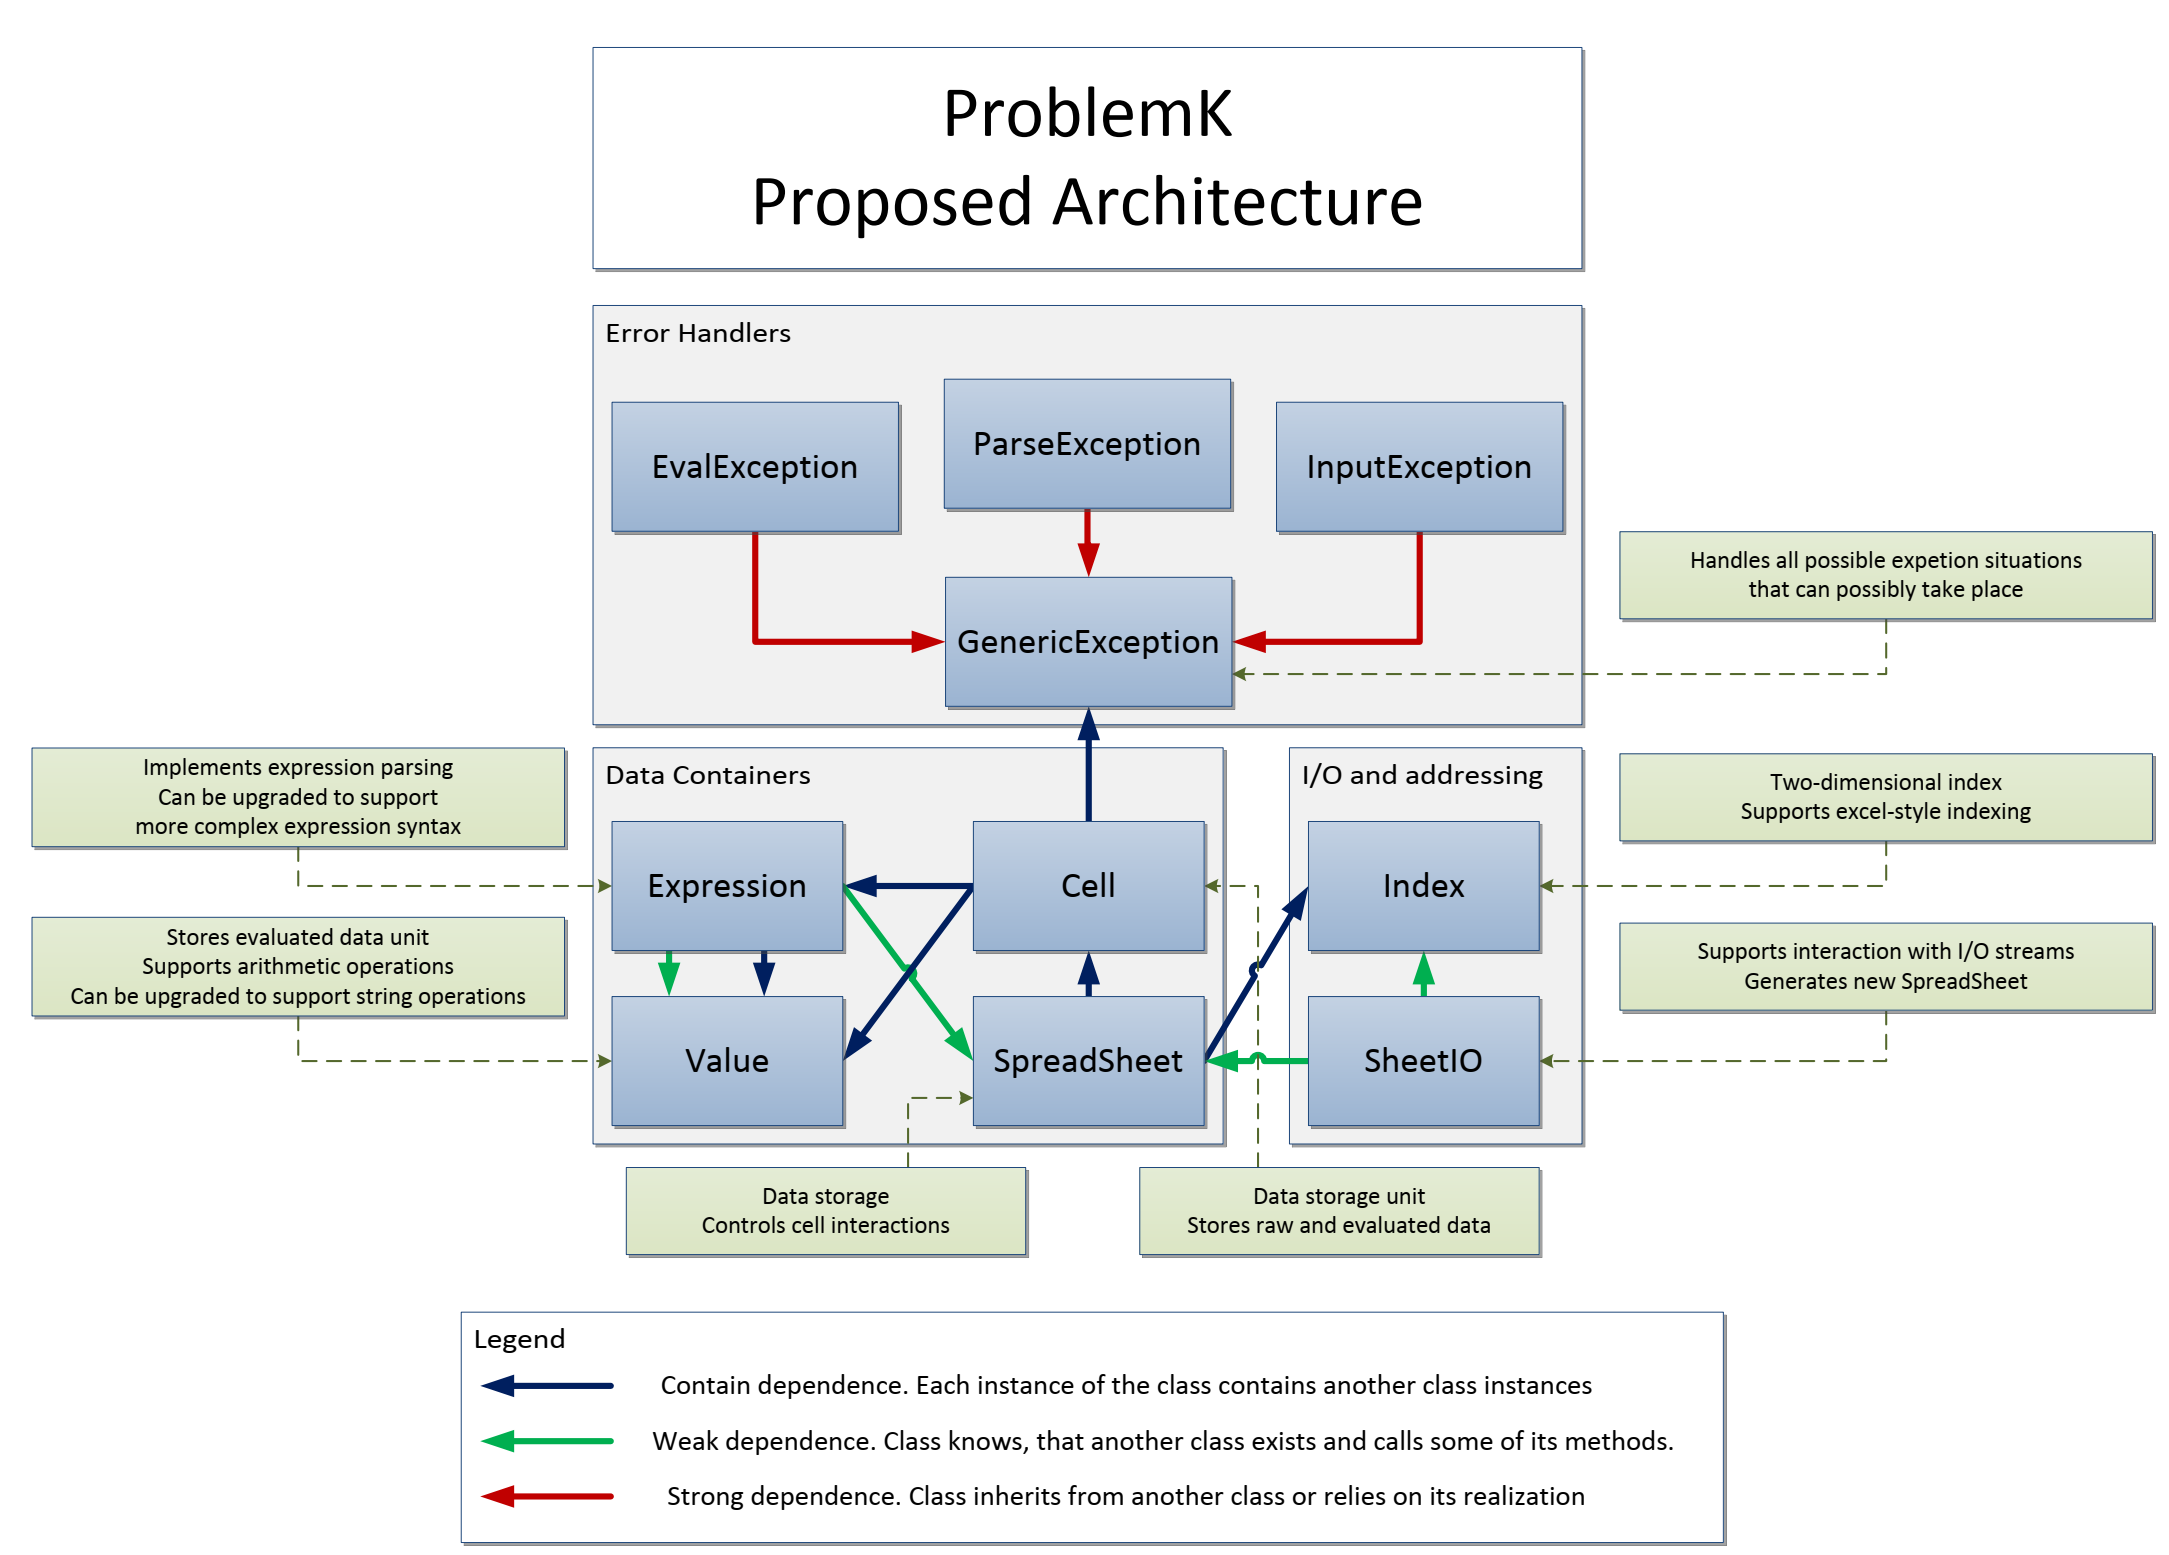 ProblemK
Proposed Architecture
Error Handlers
EvalException
ParseException
InputException
GenericException
Handles all possible expetion situations
that can possibly take place
Implements expression parsing
Can be upgraded to support
more complex expression syntax
Data Containers
I/O and addressing
Two-dimensional index
Supports excel-style indexing
Expression
Cell
Index
Stores evaluated data unit
Supports arithmetic operations
Can be upgraded to support string operations
Supports interaction with I/O streams
Generates new SpreadSheet
Value
SpreadSheet
SheetIO
Data storage
Controls cell interactions
Data storage unit
Stores raw and evaluated data
Legend
Contain dependence. Each instance of the class contains another class instances
Weak dependence. Class knows, that another class exists and calls some of its methods.
Strong dependence. Class inherits from another class or relies on its realization